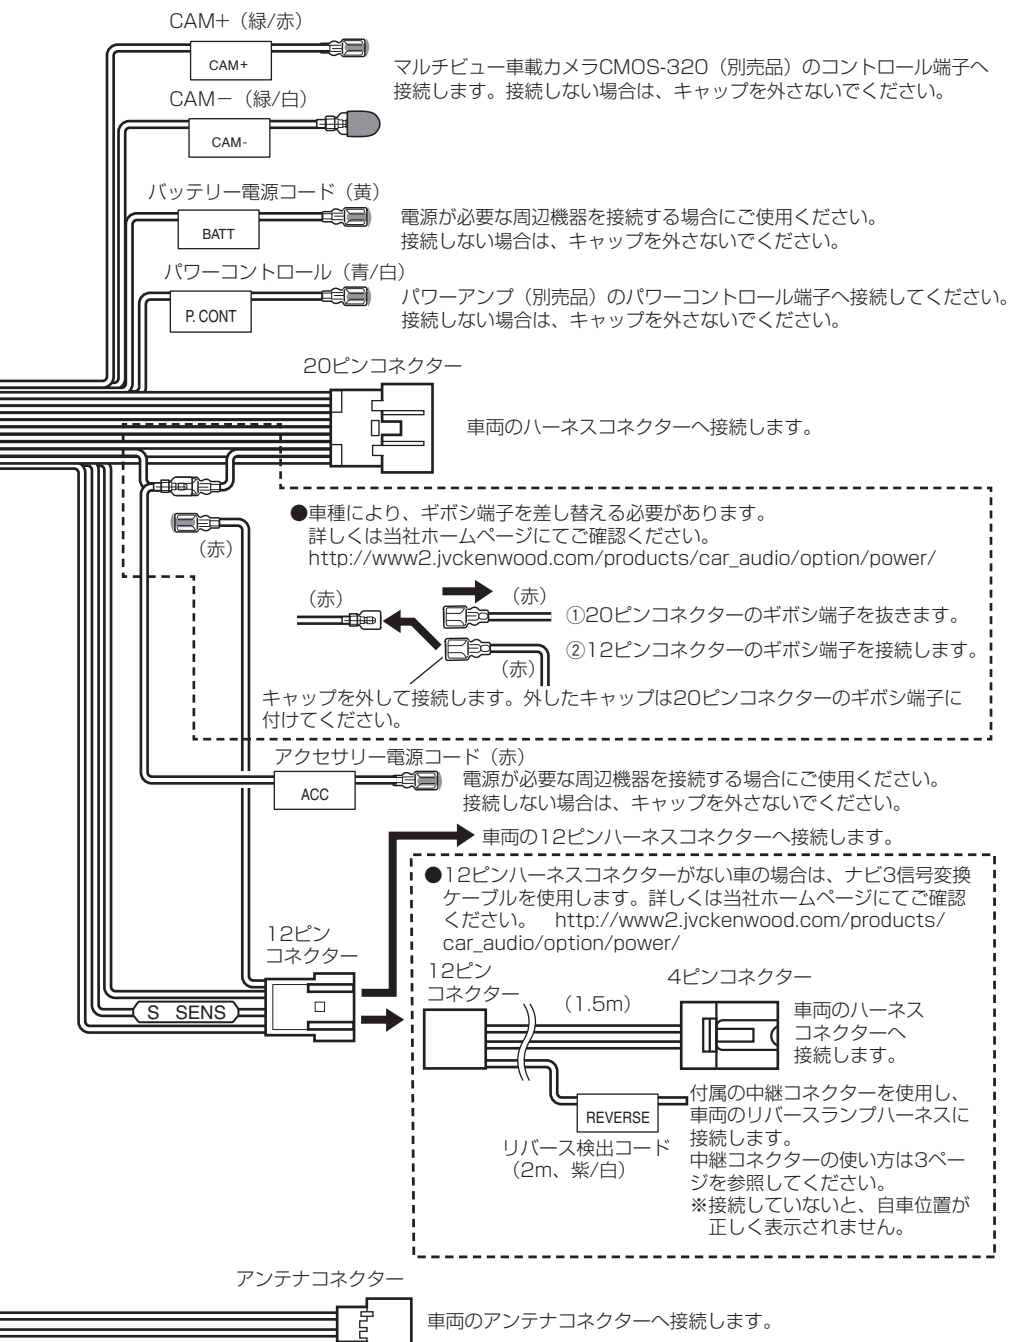 CAM+（緑/赤）
CAM+
マルチビュー車載カメラCMOS-320（別売品）のコントロール端子へ
接続します。接続しない場合は、キャップを外さないでください。
CAM−（緑/白）
CAM-
バッテリー電源コード（黄）
BATT
電源が必要な周辺機器を接続する場合にご使用ください。
接続しない場合は、キャップを外さないでください。
パワーコントロール（青/白）
P. CONT
パワーアンプ（別売品）のパワーコントロール端子へ接続してください。
接続しない場合は、キャップを外さないでください。
20ピンコネクター
車両のハーネスコネクターへ接続します。
●車種により、ギボシ端子を差し替える必要があります。
詳しくは当社ホームページにてご確認ください。
http://www2.jvckenwood.com/products/car_audio/option/power/
（赤）
（赤）
（赤）
①20ピンコネクターのギボシ端子を抜きます。
②12ピンコネクターのギボシ端子を接続します。
（赤）
キャップを外して接続します。外したキャップは20ピンコネクターのギボシ端子に
付けてください。
アクセサリー電源コード（赤）
ACC
電源が必要な周辺機器を接続する場合にご使用ください。
接続しない場合は、キャップを外さないでください。
車両の12ピンハーネスコネクターへ接続します。
●12ピンハーネスコネクターがない車の場合は、ナビ3信号変換
ケーブルを使用します。詳しくは当社ホームページにてご確認
ください。 http://www2.jvckenwood.com/products/
car_audio/option/power/
12ピン
コネクター
S SENS
12ピン
コネクター
（1.5m）
4ピンコネクター
車両のハーネス
コネクターへ
接続します。
REVERSE
リバース検出コード
（2m、紫/白）
付属の中継コネクターを使用し、
車両のリバースランプハーネスに
接続します。
中継コネクターの使い方は3ペー
ジを参照してください。
※接続していないと、自車位置が
正しく表示されません。
アンテナコネクター
車両のアンテナコネクターへ接続します。